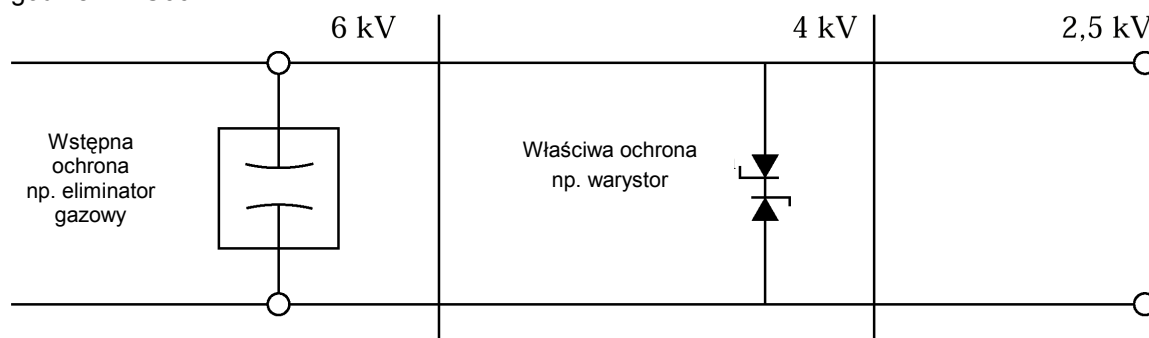 6 kV
4 kV
2,5 kV
Wstępna
ochrona
np. eliminator
gazowy
Właściwa ochrona
np. warystor